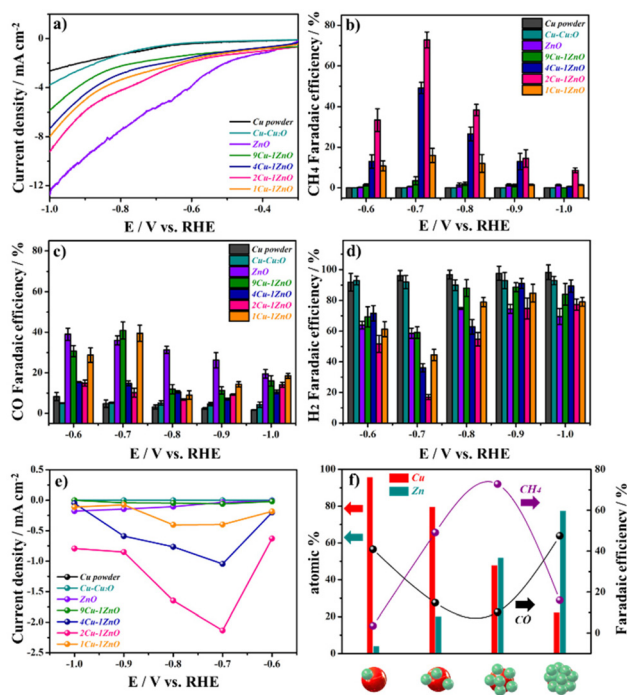 a)
Current density / mA cm⁻²
0
-4
-8
-12
-1.0 -0.8 -0.6 -0.4
E / V vs. RHE
Cu powder
Cu-Cu₂O
ZnO
9Cu-1ZnO
4Cu-1ZnO
2Cu-1ZnO
1Cu-1ZnO
b)
CH4 Faradaic efficiency / %
80
60
40
20
0
-0.6 -0.7 -0.8 -0.9 -1.0
E / V vs. RHE
Cu powder
Cu-Cu₂O
ZnO
9Cu-1ZnO
4Cu-1ZnO
2Cu-1ZnO
1Cu-1ZnO
c)
CO Faradaic efficiency / %
80
60
40
20
0
-0.6 -0.7 -0.8 -0.9 -1.0
E / V vs. RHE
Cu powder
Cu-Cu₂O
ZnO
9Cu-1ZnO
4Cu-1ZnO
2Cu-1ZnO
1Cu-1ZnO
d)
H2 Faradaic efficiency / %
120
100
80
60
40
20
0
-0.6 -0.7 -0.8 -0.9 -1.0
E / V vs. RHE
e)
Current density / mA cm⁻²
0.0
-0.5
-1.0
-1.5
-2.0
-2.5
-1.0 -0.9 -0.8 -0.7 -0.6
E / V vs. RHE
Cu powder
Cu-Cu₂O
ZnO
9Cu-1ZnO
4Cu-1ZnO
2Cu-1ZnO
1Cu-1ZnO
f)
Cu
Zn
CH4
CO
atomic %
100
80
60
40
20
0
Faradaic efficiency / %
80
60
40
20
0